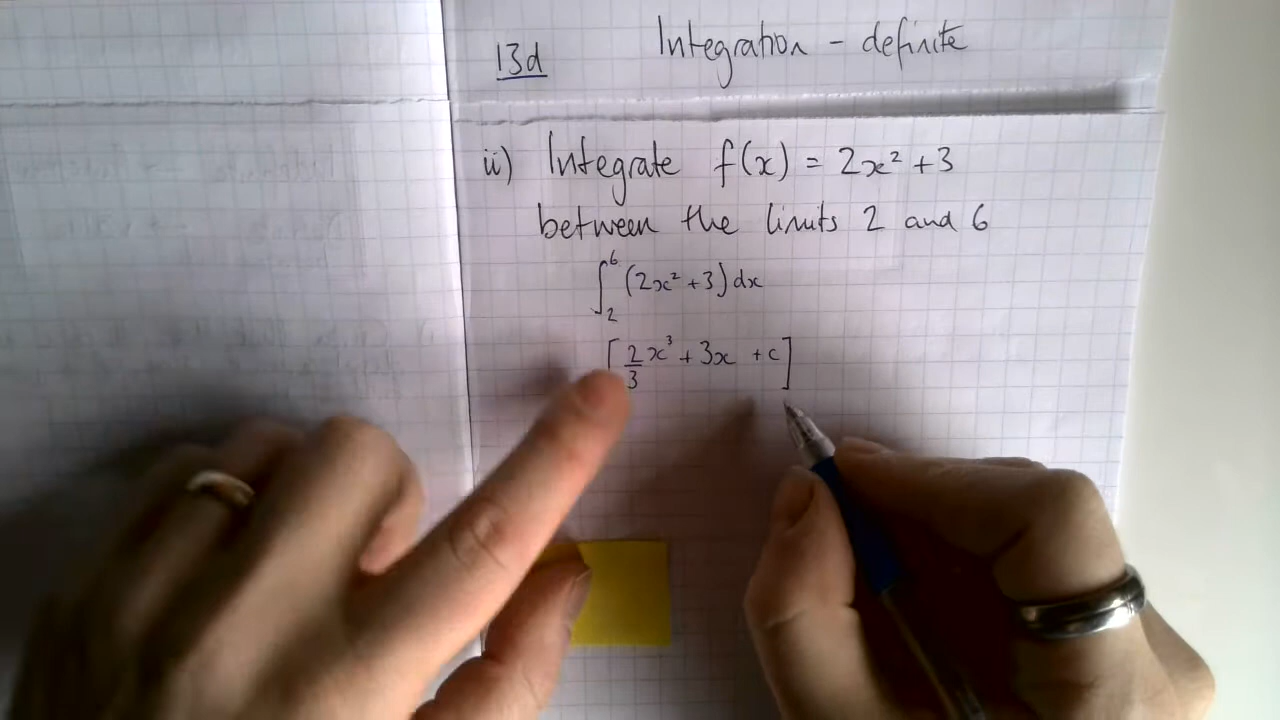 13d Integration - definite
ii) Integrate f(x) = 2x² + 3
between the limits 2 and 6
∫₂⁶ (2x² + 3) dx
[2/3 x³ + 3x + c]